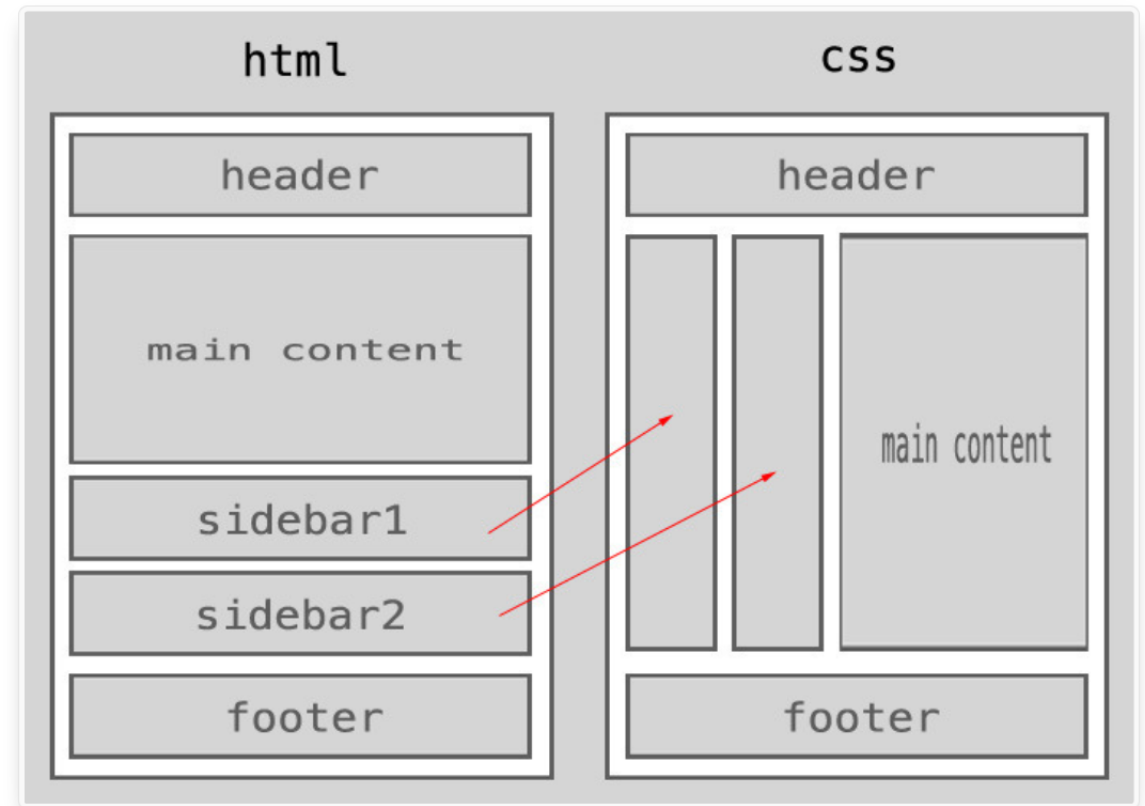 html
header
main content
sidebar1
sidebar2
footer
css
header
main content
footer